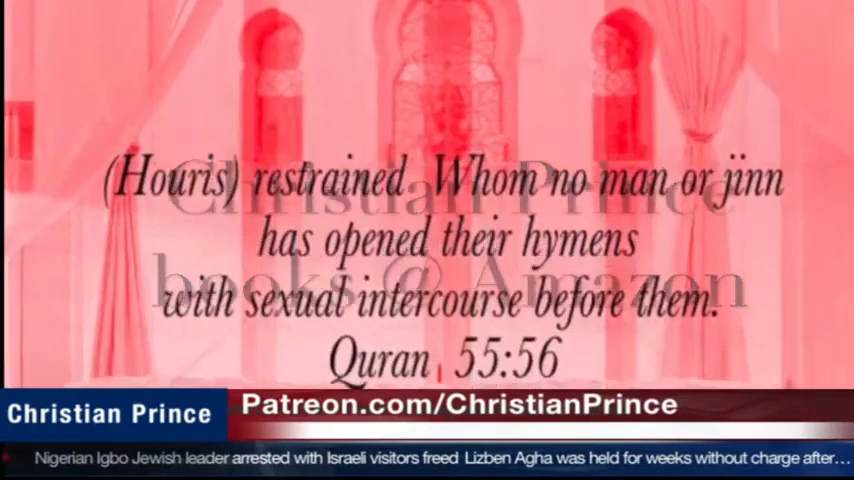 (Houris) restrained Whom no man or jinn
has opened their hymens
with sexual intercourse before them.
Quran 55:56
Christian Prince
books @ Amazon
Christian Prince
Patreon.com/ChristianPrince
Nigerian Igbo Jewish leader arrested with Israeli visitors freed Lizben Agha was held for weeks without charge after...